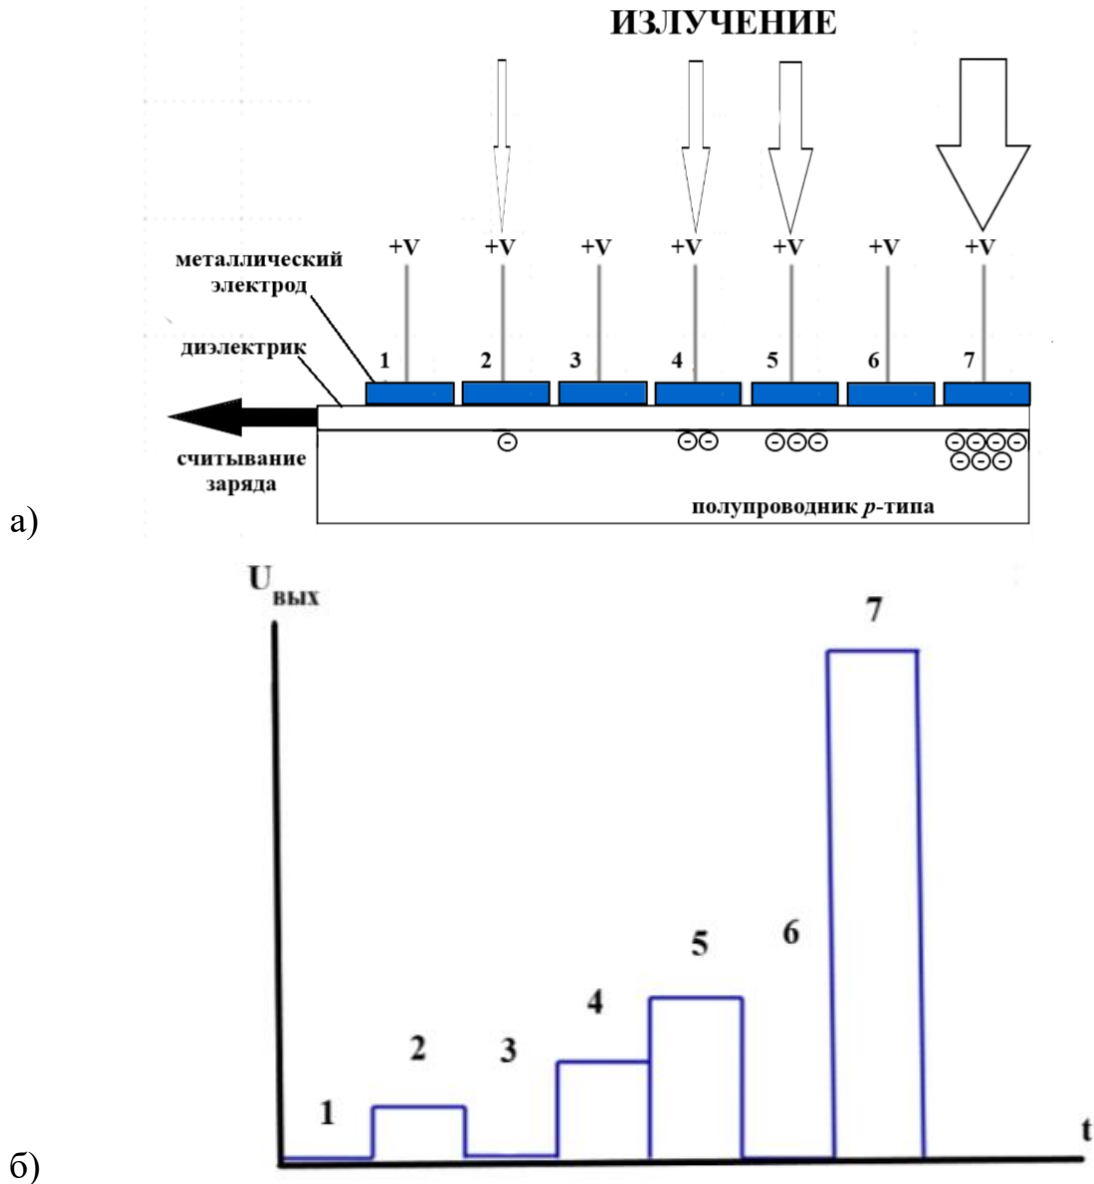 ИЗЛУЧЕНИЕ
+V +V +V +V +V +V +V
металлический
электрод
диэлектрик
1 2 3 4 5 6 7
считывание
заряда
- - - - - - - - - -
- - -
полупроводник p-типа
а)
Uвых
7
6
5
4
3
2
1
t
б)